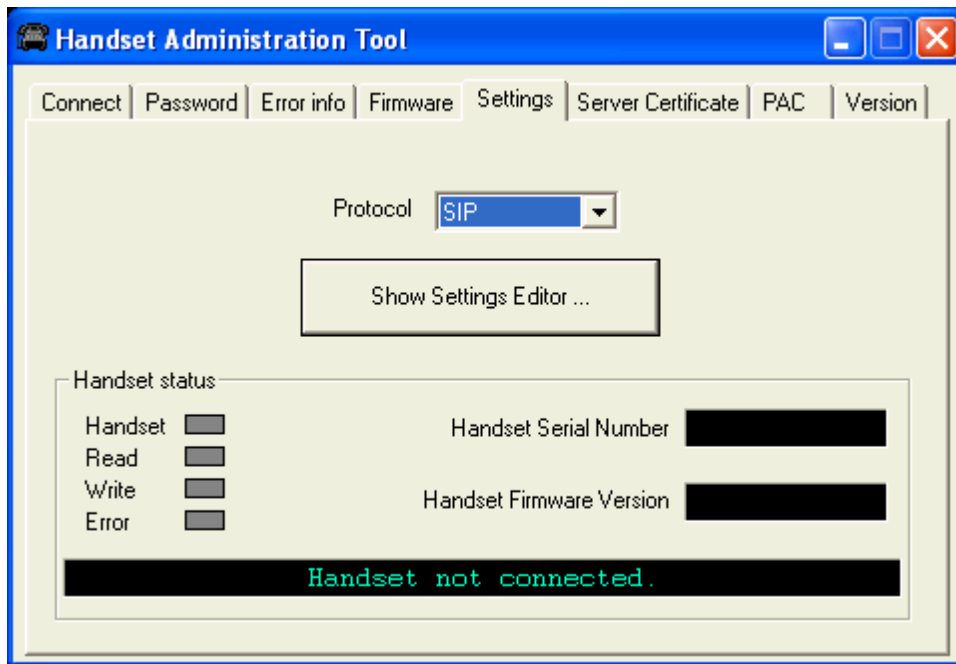 Handset Administration Tool
Connect Password Error info Firmware Settings Server Certificate PAC Version
Protocol SIP
Show Settings Editor ...
Handset status
Handset
Read
Write
Error
Handset Serial Number
Handset Firmware Version
Handset not connected.